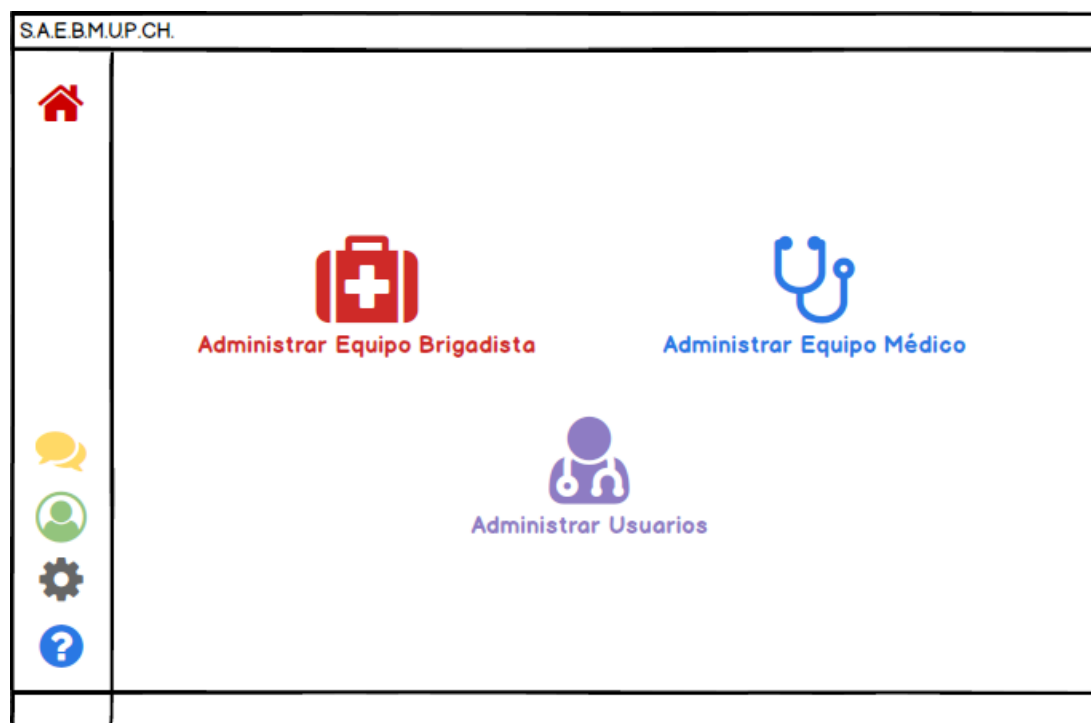 S.A.E.B.M.U.P.CH.
Administrar Equipo Brigadista
Administrar Equipo Médico
Administrar Usuarios
?